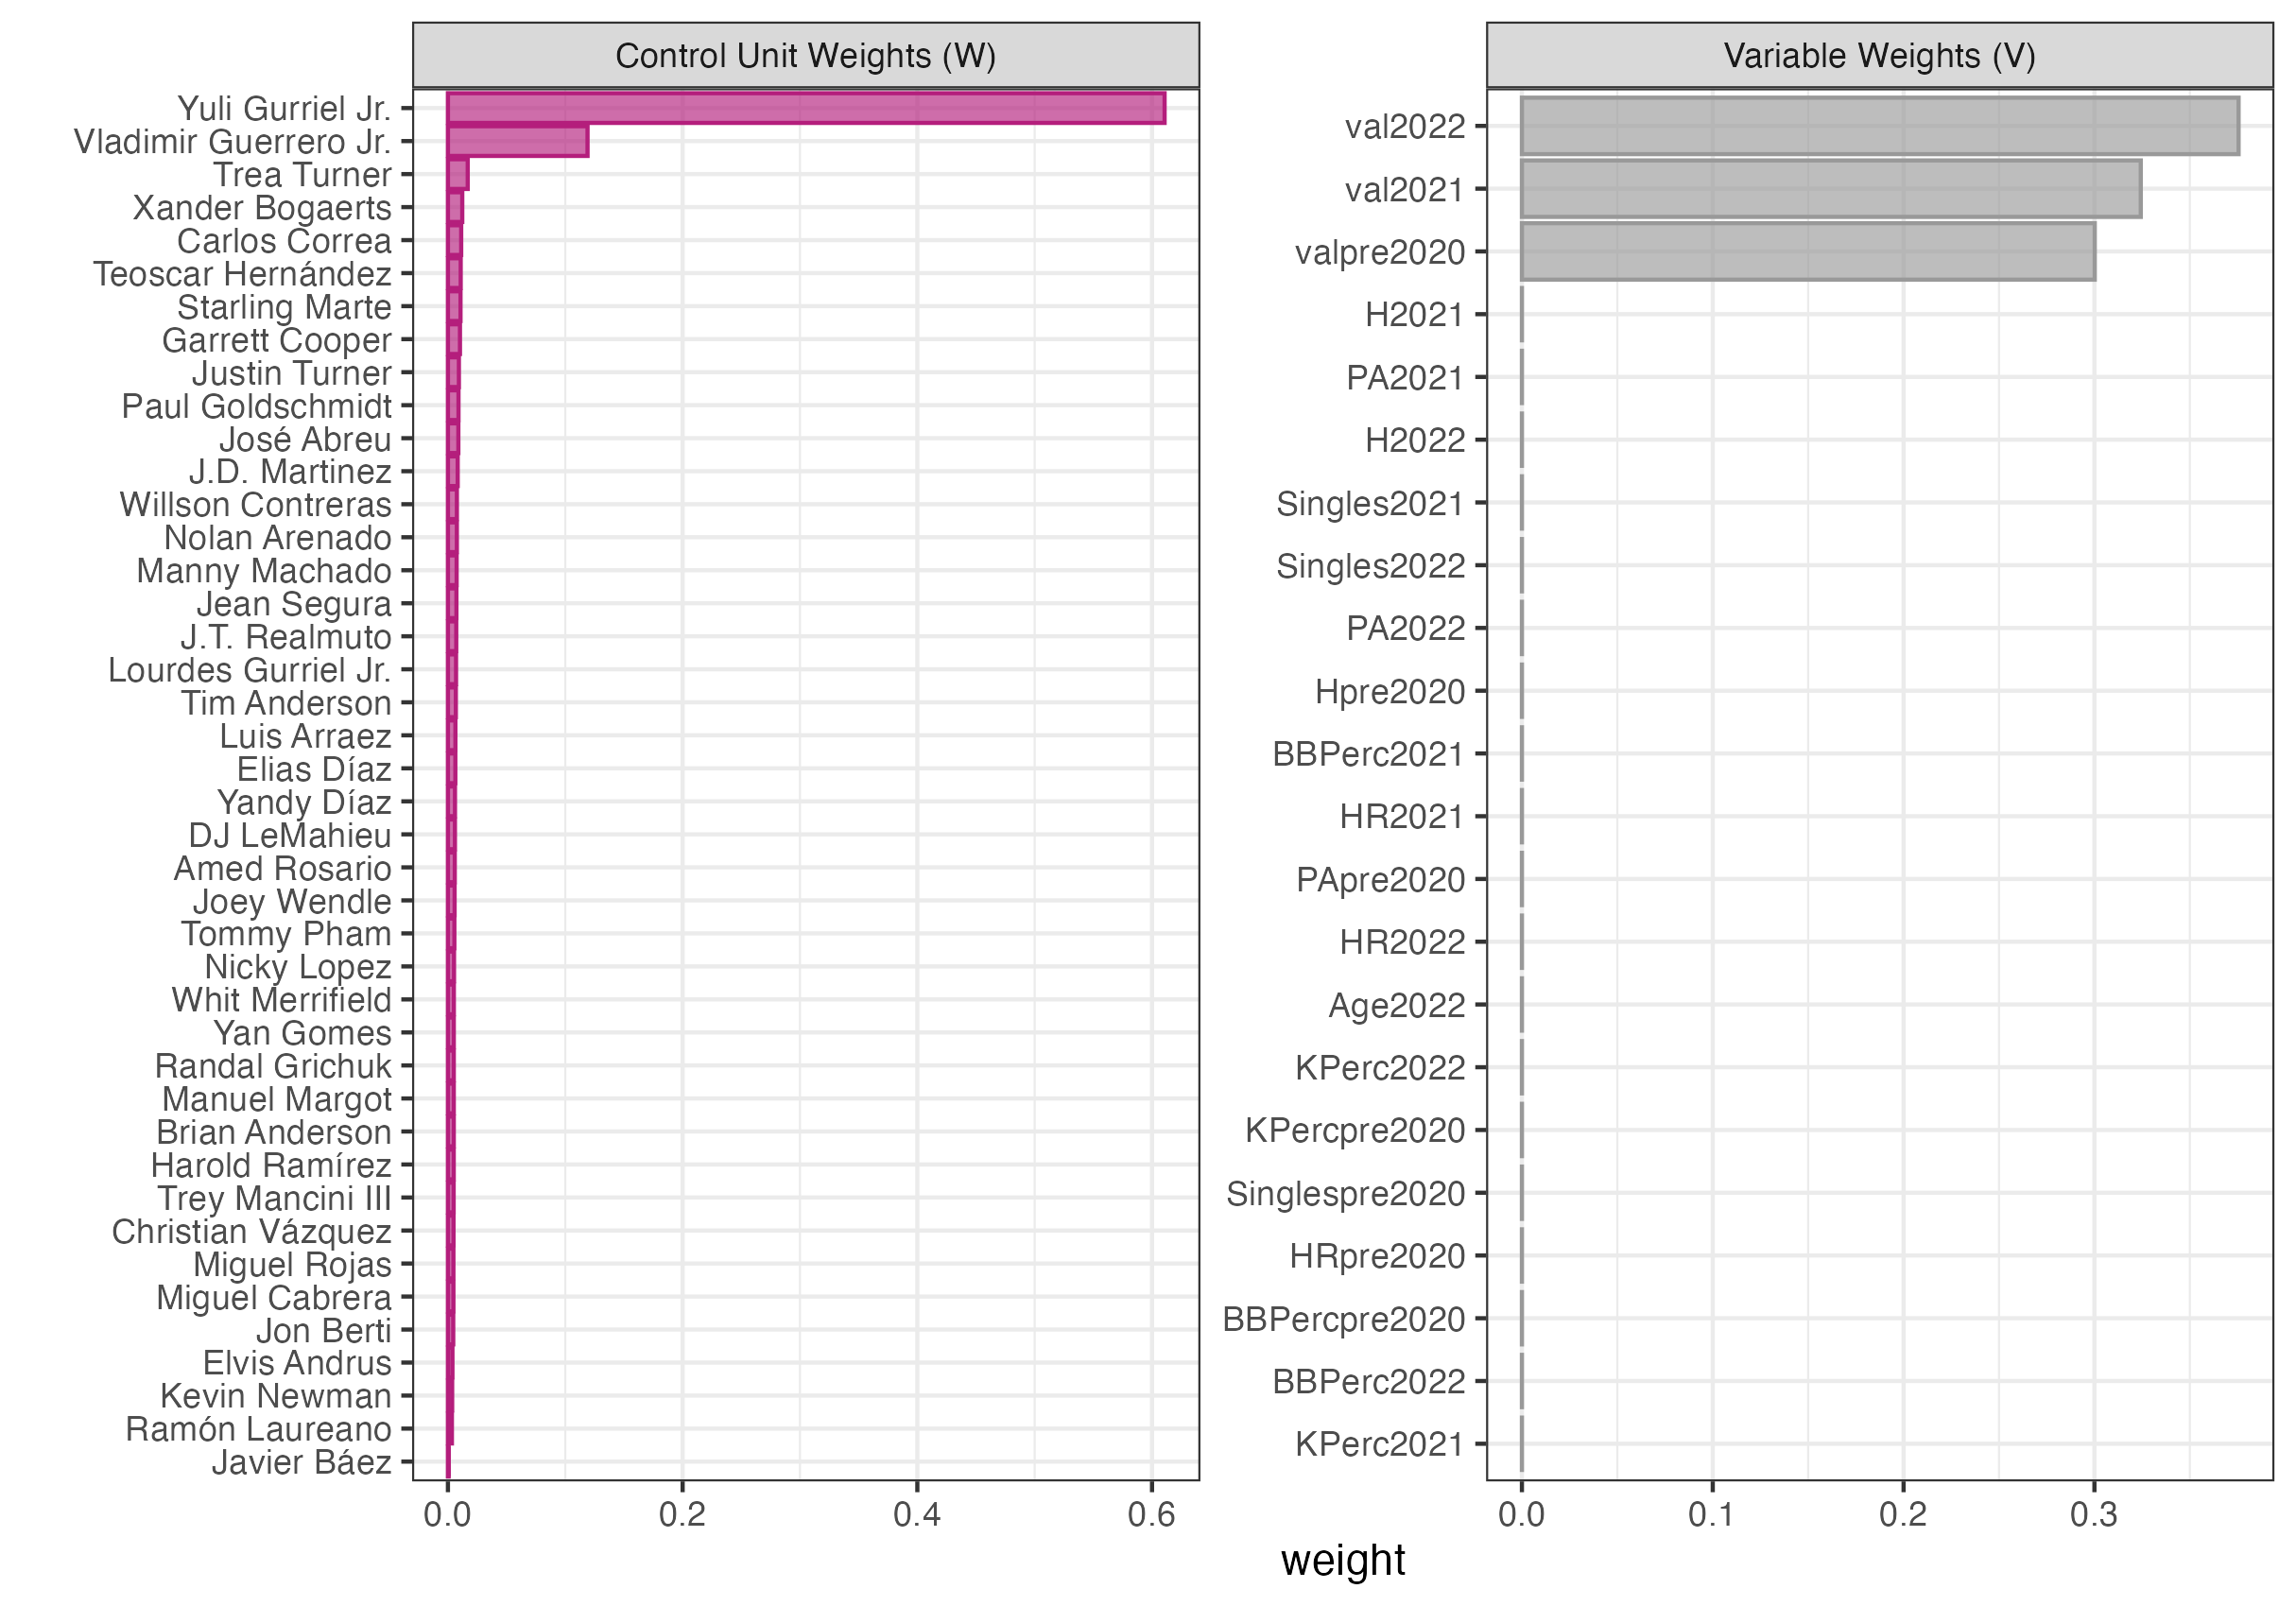 Control Unit Weights (W)
Yuli Gurriel Jr.
Vladimir Guerrero Jr.
Trea Turner
Xander Bogaerts
Carlos Correa
Teoscar Hernández
Starling Marte
Garrett Cooper
Justin Turner
Paul Goldschmidt
José Abreu
J.D. Martinez
Willson Contreras
Nolan Arenado
Manny Machado
Jean Segura
J.T. Realmuto
Lourdes Gurriel Jr.
Tim Anderson
Luis Arraez
Elias Díaz
Yandy Díaz
DJ LeMahieu
Amed Rosario
Joey Wendle
Tommy Pham
Nicky Lopez
Whit Merrifield
Yan Gomes
Randal Grichuk
Manuel Margot
Brian Anderson
Harold Ramírez
Trey Mancini III
Christian Vázquez
Miguel Rojas
Miguel Cabrera
Jon Berti
Elvis Andrus
Kevin Newman
Ramón Laureano
Javier Báez
0.0 0.2 0.4 0.6
Variable Weights (V)
val2022
val2021
valpre2020
H2021
PA2021
H2022
Singles2021
Singles2022
PA2022
Hpre2020
BBPerc2021
HR2021
PApre2020
HR2022
Age2022
KPerc2022
KPercpre2020
Singlespre2020
HRpre2020
BBPercpre2020
BBPerc2022
KPerc2021
0.0 0.1 0.2 0.3
weight